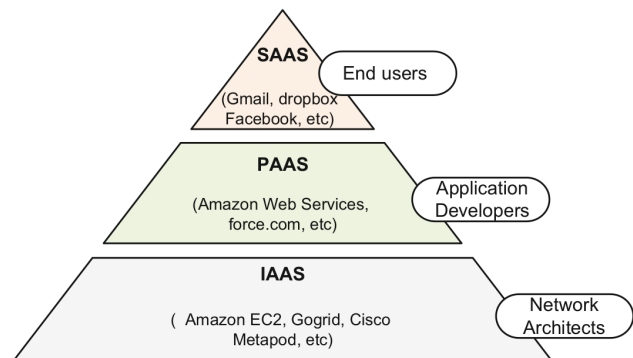 SAAS
End users
(Gmail, dropbox
Facebook, etc)
PAAS
(Amazon Web Services,
force.com, etc)
Application
Developers
IAAS
( Amazon EC2, Gogrid, Cisco
Metapod, etc)
Network
Architects